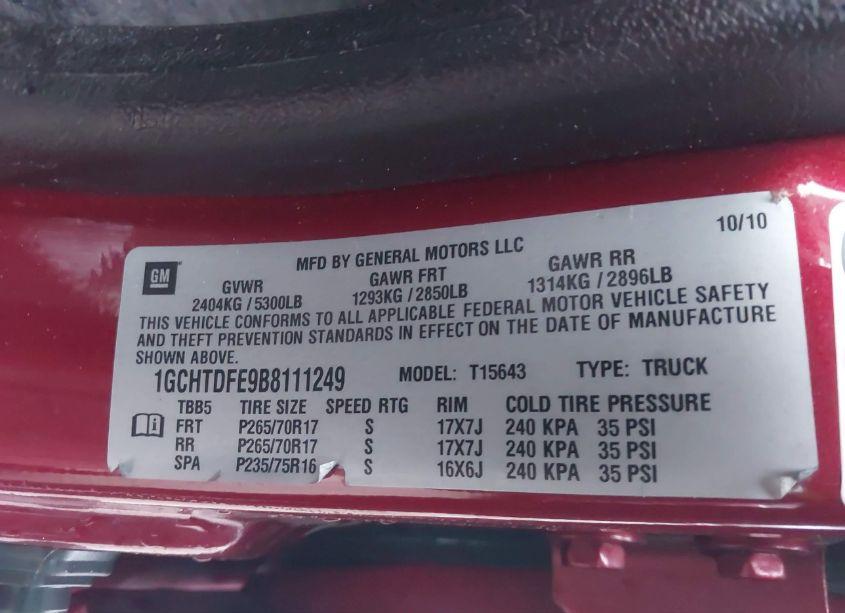 10/10
MFD BY GENERAL MOTORS LLC
GM
GVWR GAWR FRT GAWR RR
2404KG / 5300LB 1293KG / 2850LB 1314KG / 2896LB
THIS VEHICLE CONFORMS TO ALL APPLICABLE FEDERAL MOTOR VEHICLE SAFETY
AND THEFT PREVENTION STANDARDS IN EFFECT ON THE DATE OF MANUFACTURE
SHOWN ABOVE.
1GCHTDFE9B8111249 MODEL: T15643 TYPE: TRUCK
TBB5 TIRE SIZE SPEED RTG RIM COLD TIRE PRESSURE
FRT P265/70R17 S 17X7J 240 KPA 35 PSI
RR P265/70R17 S 17X7J 240 KPA 35 PSI
SPA P235/75R16 S 16X6J 240 KPA 35 PSI